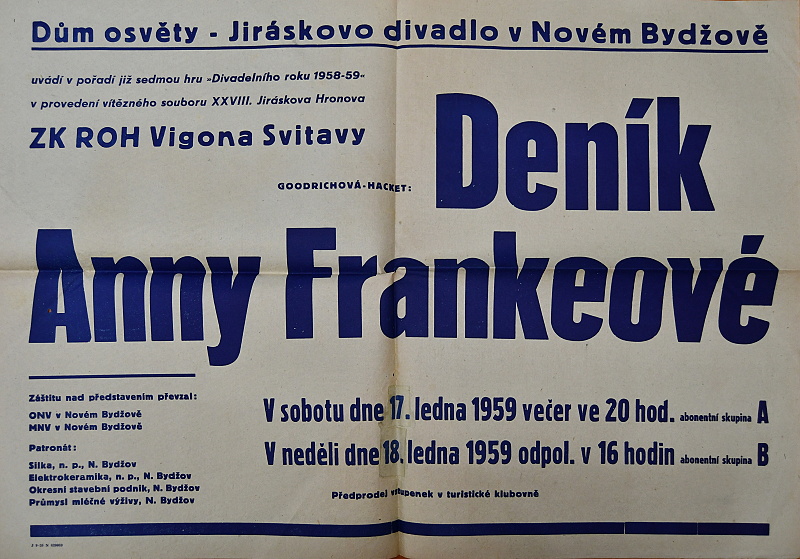 Dům osvěty - Jiráskovo divadlo v Novém Bydžově
uvádí v pořadí již sedmou hru »Divadelního roku 1958-59«
v provedení vítězného souboru XXVIII. Jiráskova Hronova
ZK ROH Vigona Svitavy
GOODRICHOVÁ-HACKET:
Deník
Anny Frankeové
Záštitu nad představením převzal:
ONV v Novém Bydžově
MNV v Novém Bydžově
Patronát:
Silka, n. p., N. Bydžov
Elektrokeramika, n. p., N. Bydžov
Okresní stavební podnik, N. Bydžov
Průmysl mléčné výživy, N. Bydžov
V sobotu dne 17. ledna 1959 večer ve 20 hod. abonentní skupina A
V neděli dne 18. ledna 1959 odpol. v 16 hodin abonentní skupina B
Předprodej vstupenek v turistické klubovně